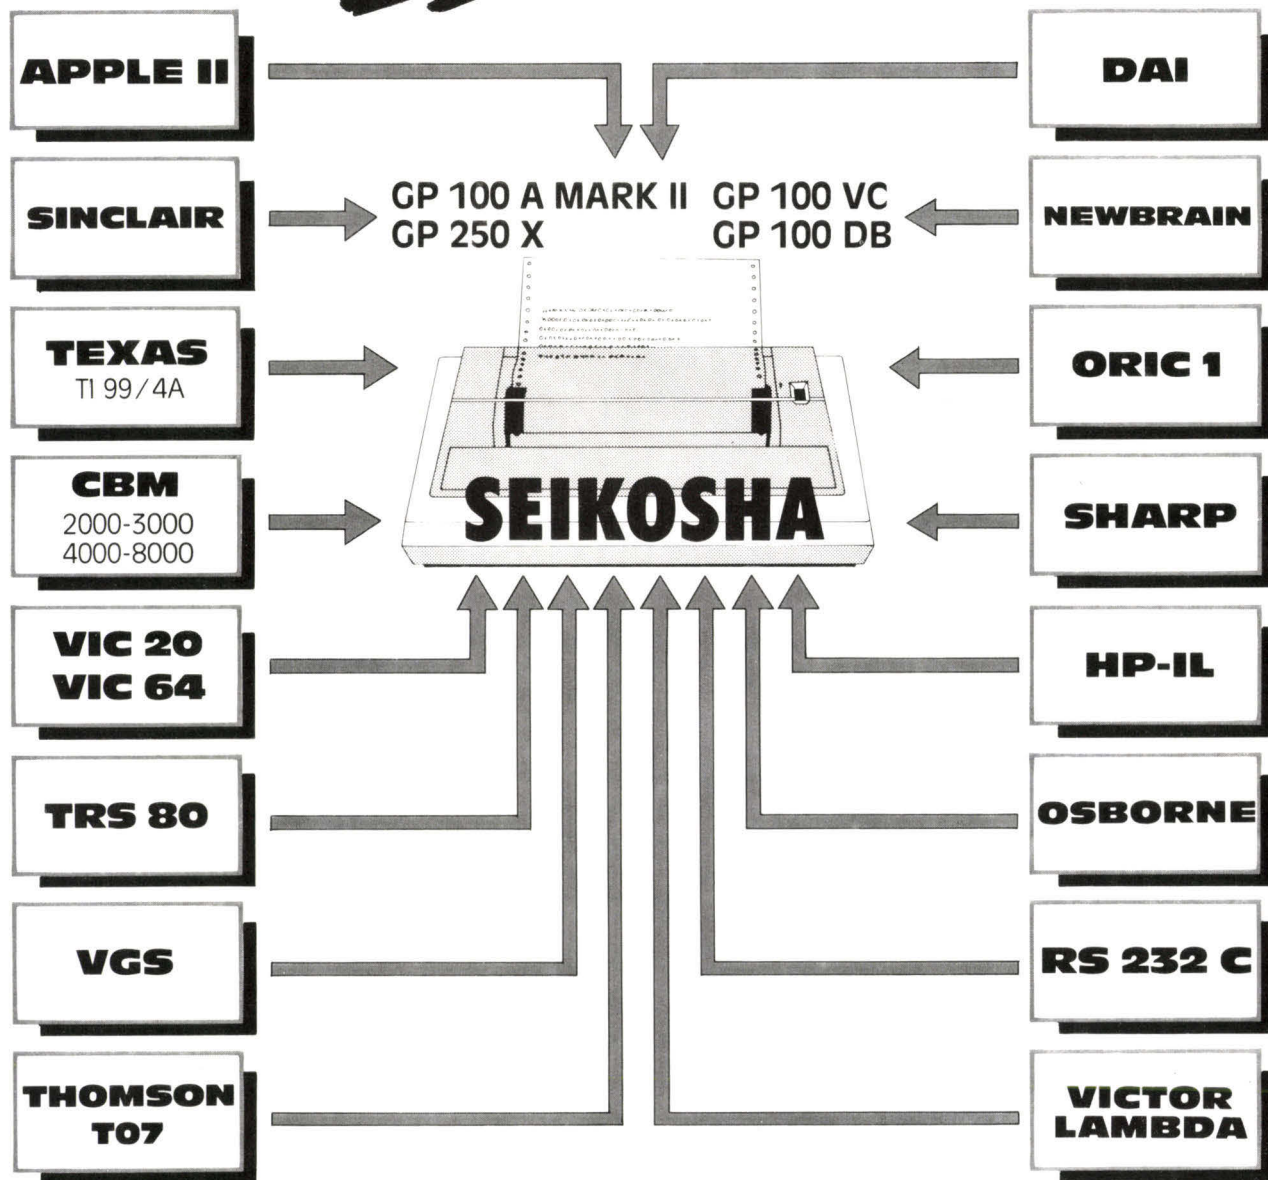 APPLE II
DAI
SINCLAIR
GP 100 A MARK II GP 100 VC
GP 250 X GP 100 DB
NEWBRAIN
TEXAS
TI 99/4A
ORIC 1
CBM
2000-3000
4000-8000
SEIKOSHA
SHARP
VIC 20
VIC 64
HP-IL
TRS 80
OSBORNE
VGS
RS 232 C
THOMSON
TO7
VICTOR
LAMBDA